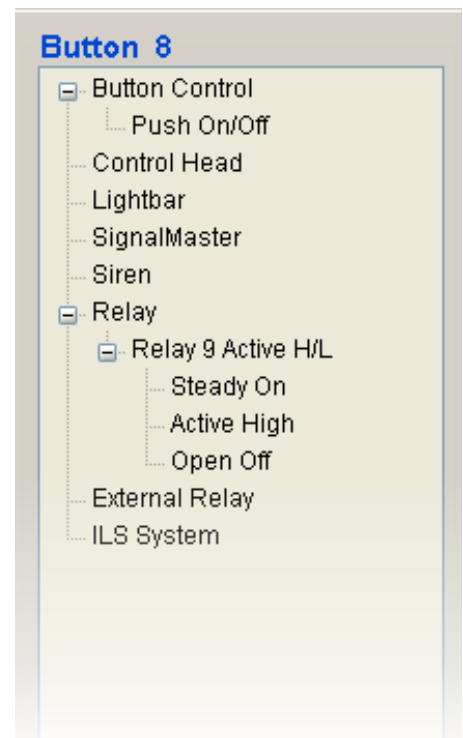 Button 8
Button Control
Push On/Off
Control Head
Lightbar
SignalMaster
Siren
Relay
Relay 9 Active H/L
Steady On
Active High
Open Off
External Relay
ILS System